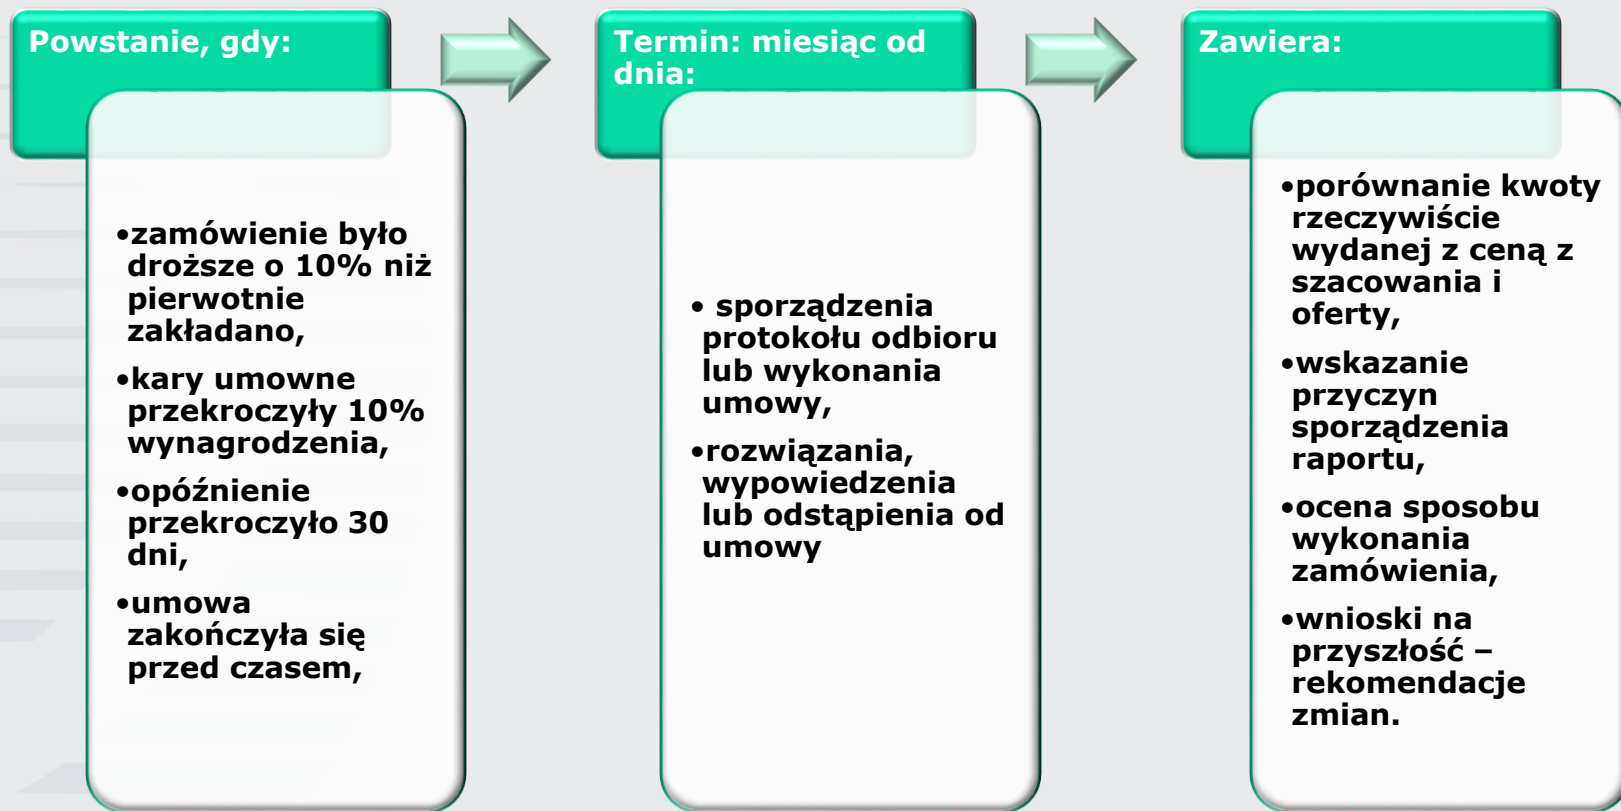 Powstanie, gdy:
•zamówienie było
droższe o 10% niż
pierwotnie
zakładano,
•kary umowne
przekroczyły 10%
wynagrodzenia,
•opóźnienie
przekroczyło 30
dni,
•umowa
zakończyła się
przed czasem,
Termin: miesiąc od
dnia:
• sporządzenia
protokołu odbioru
lub wykonania
umowy,
•rozwiązania,
wypowiedzenia
lub odstąpienia od
umowy
Zawiera:
•porównanie kwoty
rzeczywiście
wydanej z ceną z
szacowania i
oferty,
•wskazanie
przyczyn
sporządzenia
raportu,
•ocena sposobu
wykonania
zamówienia,
•wnioski na
przyszłość –
rekomendacje
zmian.